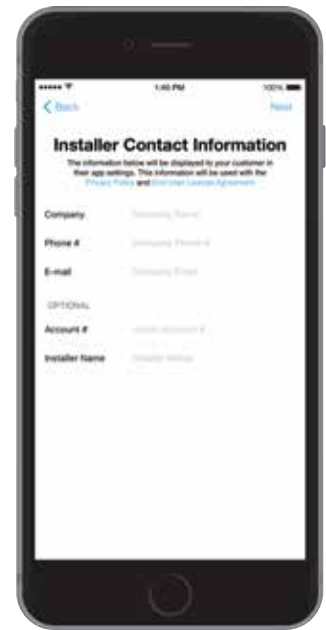 1:40 PM 100%
Back Next
Installer Contact Information
The information below will be displayed to your customer in
their app settings. This information will be used with the
Privacy Policy and End User License Agreement
Company Company Name
Phone # Company Phone #
E-mail Company Email
OPTIONAL
Account #
Installer Name Installer Name